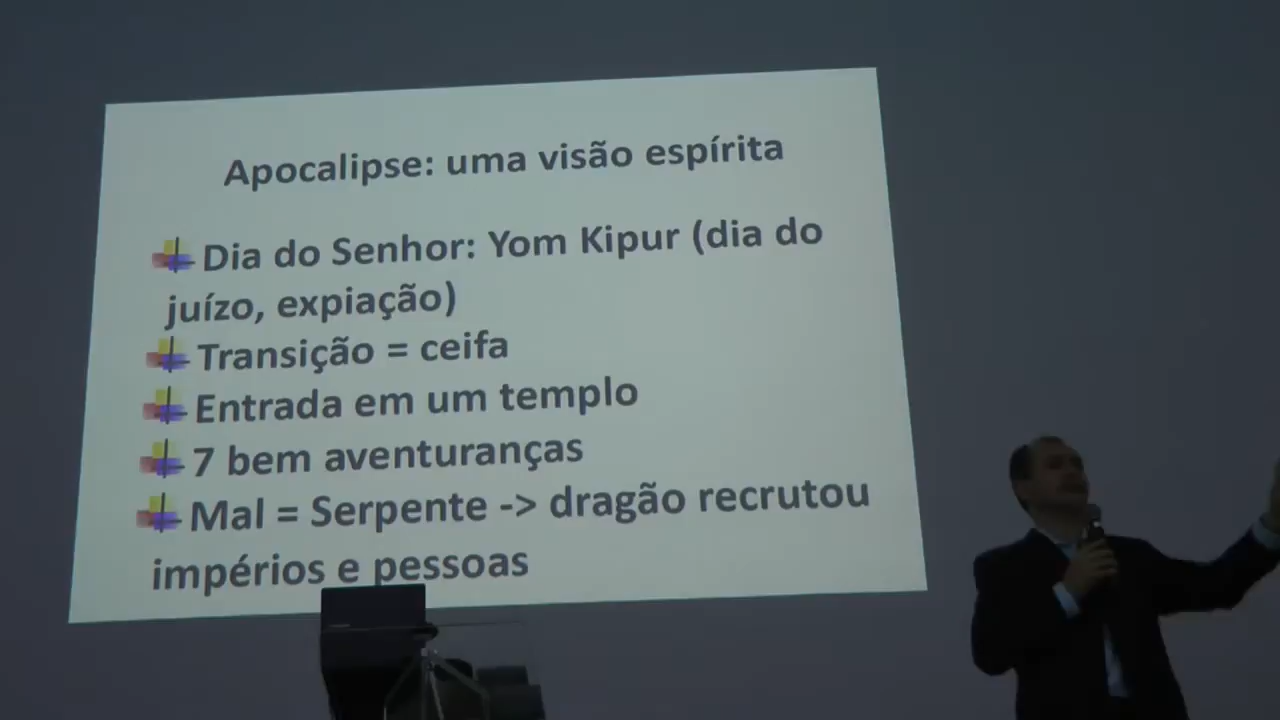 Apocalipse: uma visão espírita
Dia do Senhor: Yom Kipur (dia do
juízo, expiação)
Transição = ceifa
Entrada em um templo
7 bem aventuranças
Mal = Serpente -> dragão recrutou
impérios e pessoas